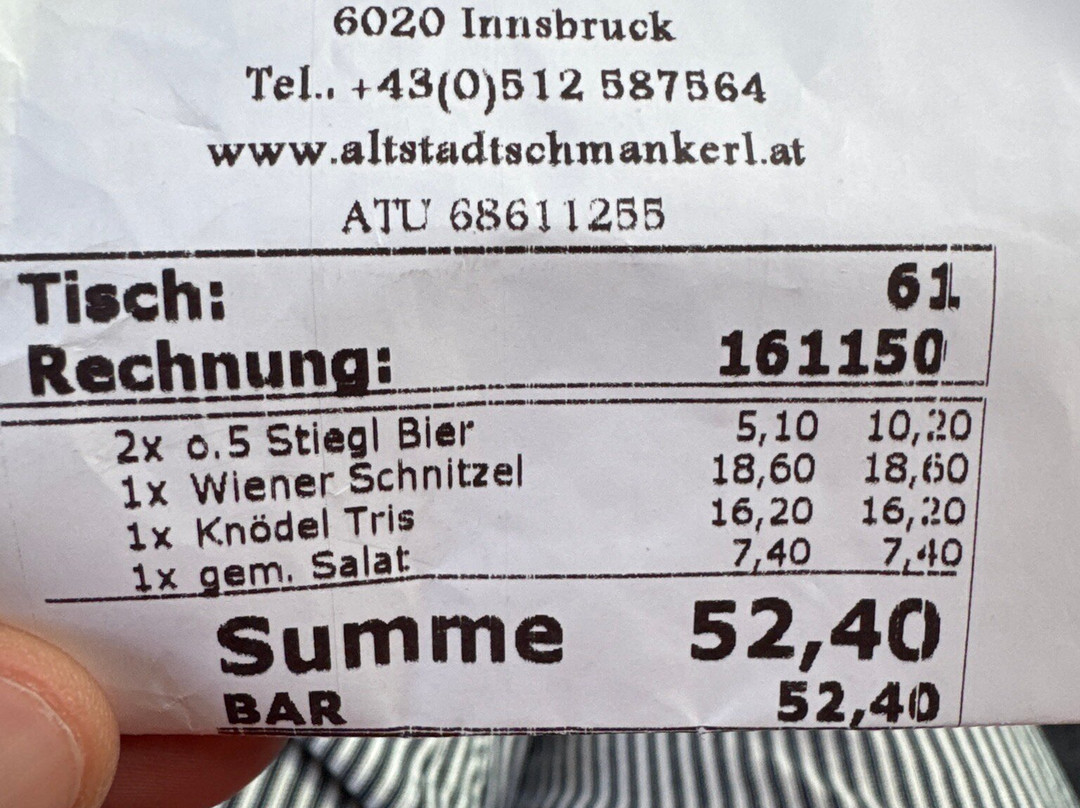 6020 Innsbruck
Tel.. +43(0)512 587564
www.altstadtschmankerl.at
ATU 68611255
Tisch: 61
Rechnung: 161150
2x 0.5 Stiegl Bier 5,10 10,20
1x Wiener Schnitzel 18,60 18,60
1x Knödel Tris 16,20 16,20
1x gem. Salat 7,40 7,40
Summe 52,40
BAR 52,40